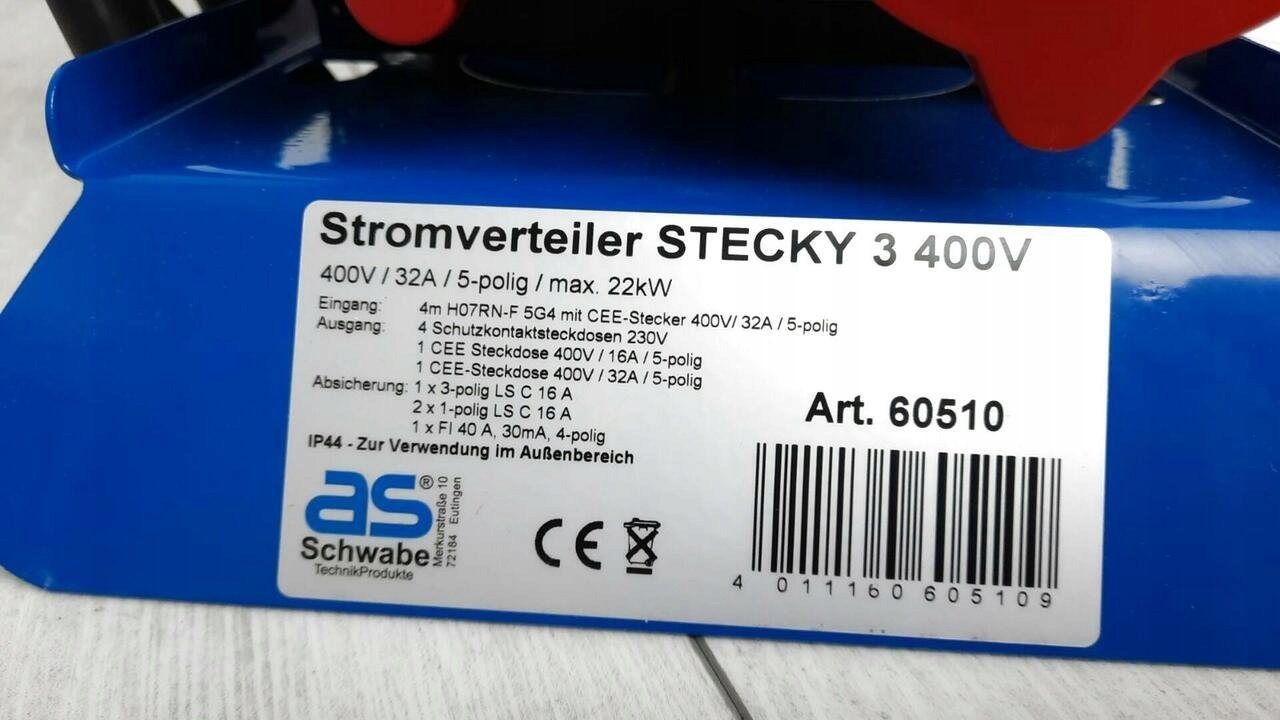 Stromverteiler STECKY 3 400V
400V / 32A / 5-polig / max. 22kW
Eingang: 4m H07RN-F 5G4 mit CEE-Stecker 400V/ 32A / 5-polig
Ausgang: 4 Schutzkontaktsteckdosen 230V
1 CEE Steckdose 400V / 16A / 5-polig
1 CEE-Steckdose 400V / 32A / 5-polig
Absicherung: 1 x 3-polig LS C 16 A
2 x 1-polig LS C 16 A
1 x FI 40 A, 30mA, 4-polig
IP44 - Zur Verwendung im Außenbereich
Art. 60510
as®
Schwabe
TechnikProdukte
Merkurstraße 10
72184 Eutingen
CE
4 011160 605109